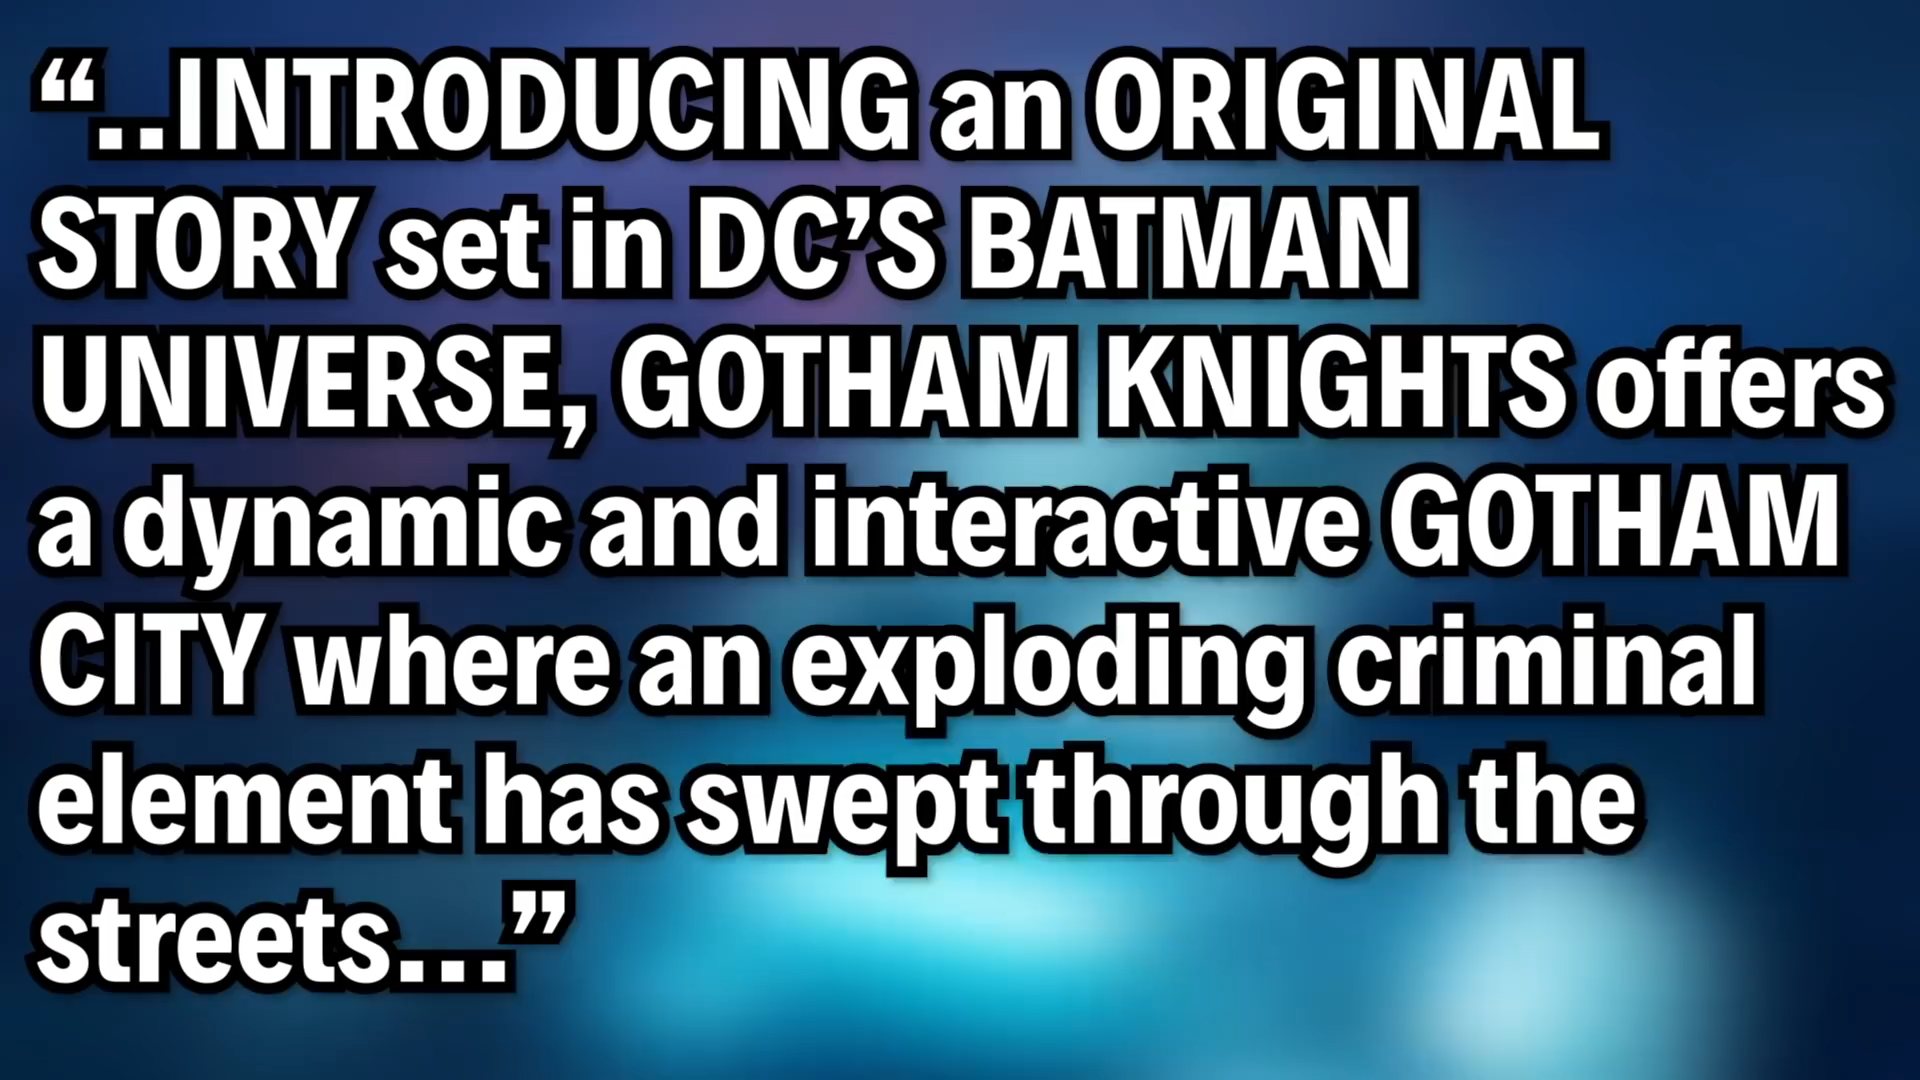 “..INTRODUCING an ORIGINAL
STORY set in DC’S BATMAN
UNIVERSE, GOTHAM KNIGHTS offers
a dynamic and interactive GOTHAM
CITY where an exploding criminal
element has swept through the
streets…”